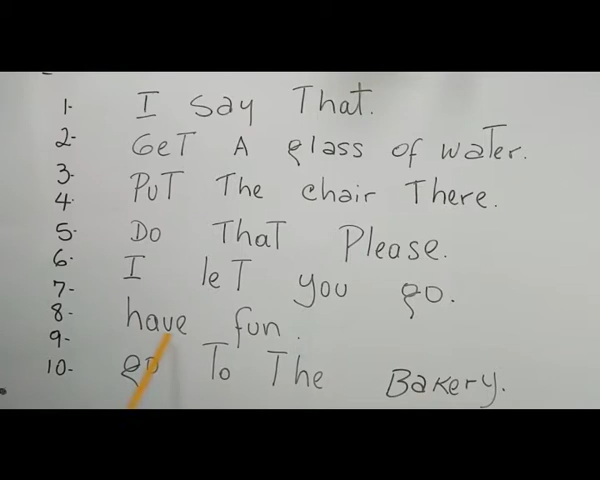 1- I say That.
2- GeT A glass of waTer.
3- PuT The chair There.
4-
5- Do ThaT Please.
6- I leT you go.
7-
8- have fun.
9-
10- go To The Bakery.